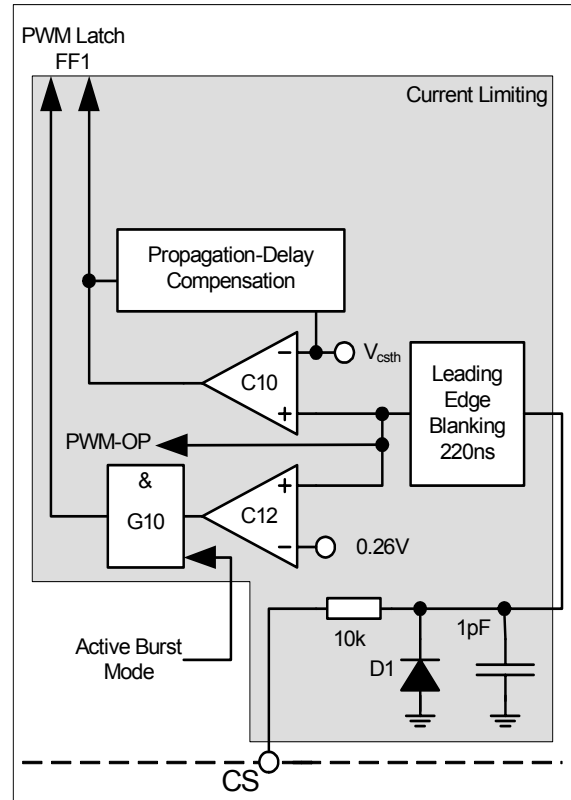 PWM Latch
FF1
Current Limiting
Propagation-Delay
Compensation
V_csth
C10
Leading
Edge
Blanking
220ns
PWM-OP
&
G10
C12
0.26V
Active Burst
Mode
10k
1pF
D1
CS